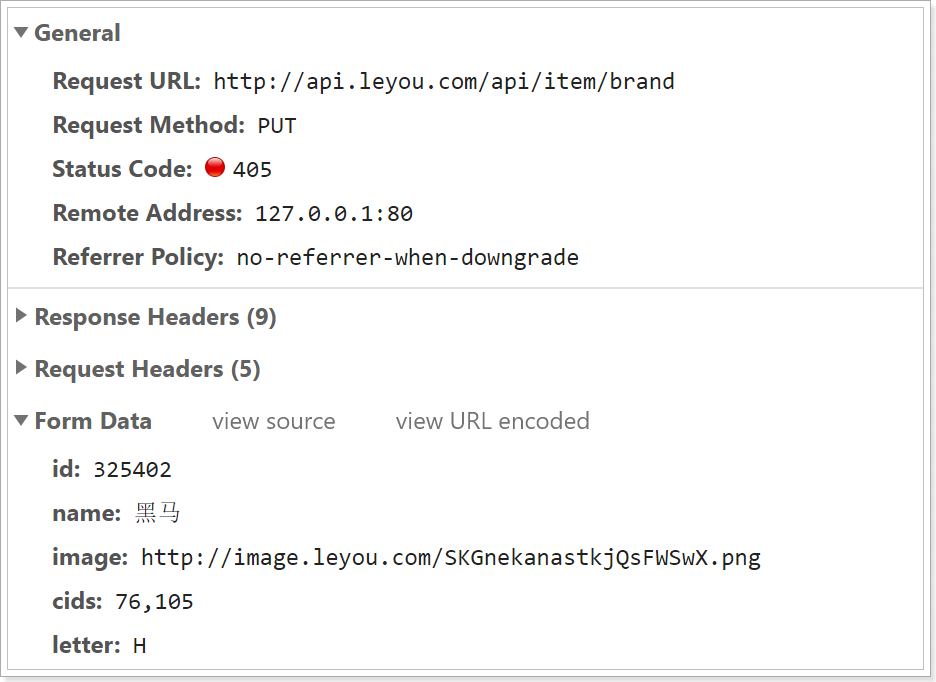 General
Request URL: http://api.leyou.com/api/item/brand
Request Method: PUT
Status Code: 405
Remote Address: 127.0.0.1:80
Referrer Policy: no-referrer-when-downgrade
Response Headers (9)
Request Headers (5)
Form Data view source view URL encoded
id: 325402
name: 黑马
image: http://image.leyou.com/SKGnekanastkjQsFWSwX.png
cids: 76,105
letter: H